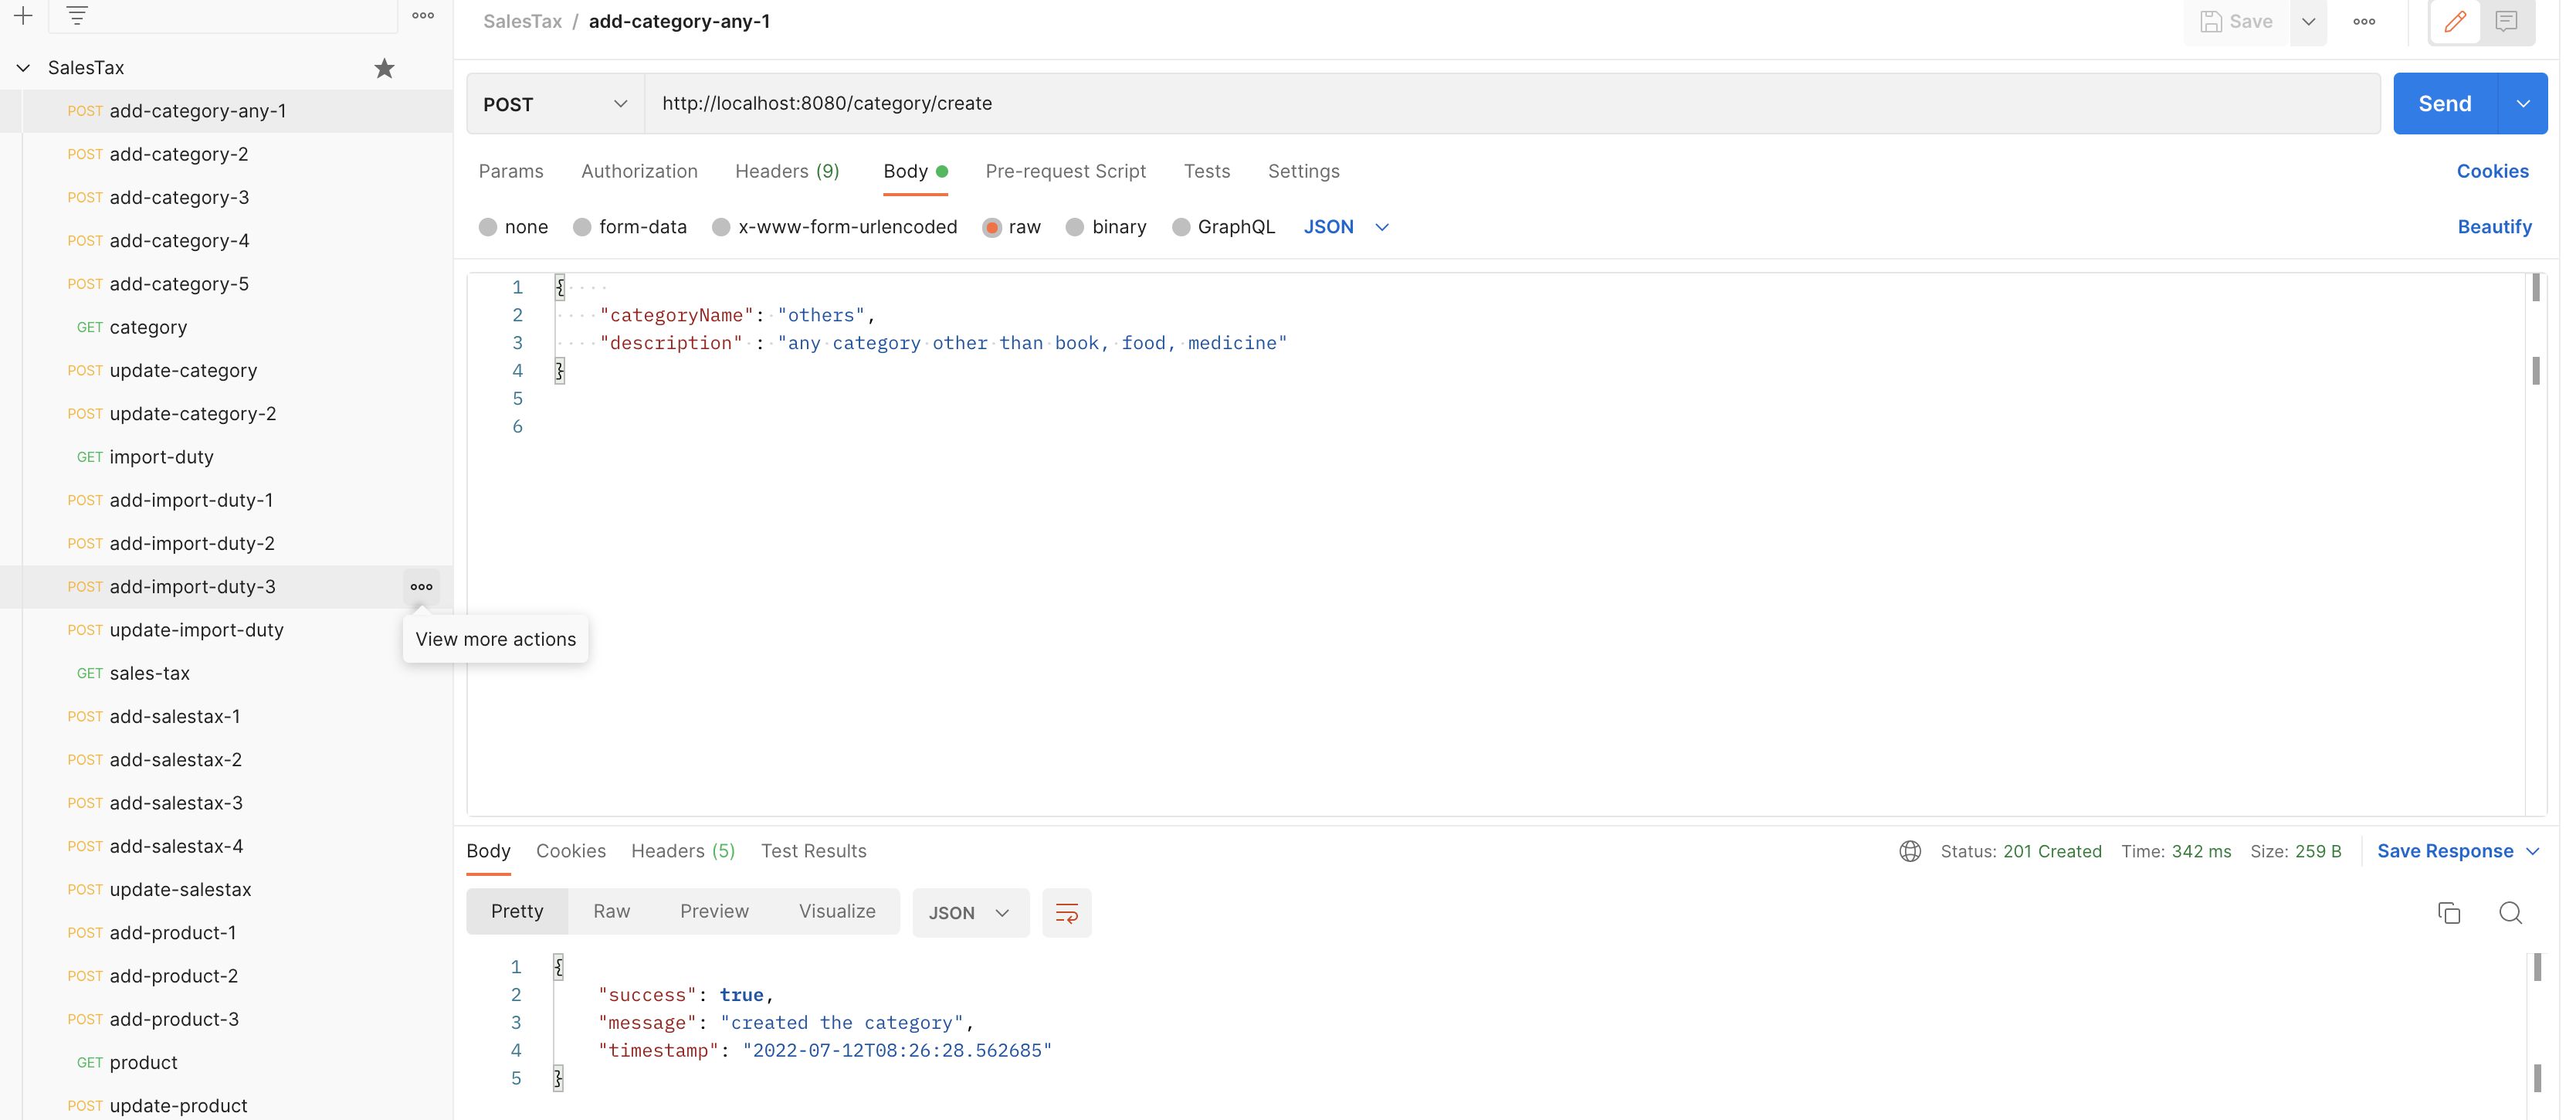 SalesTax / add-category-any-1
Save
SalesTax
POST add-category-any-1
POST add-category-2
POST add-category-3
POST add-category-4
POST add-category-5
GET category
POST update-category
POST update-category-2
GET import-duty
POST add-import-duty-1
POST add-import-duty-2
POST add-import-duty-3
View more actions
POST update-import-duty
GET sales-tax
POST add-salestax-1
POST add-salestax-2
POST add-salestax-3
POST add-salestax-4
POST update-salestax
POST add-product-1
POST add-product-2
POST add-product-3
GET product
POST update-product
POST http://localhost:8080/category/create Send
Params Authorization Headers (9) Body Pre-request Script Tests Settings Cookies
none form-data x-www-form-urlencoded raw binary GraphQL JSON Beautify
1 {
2 "categoryName": "others",
3 "description" : "any category other than book, food, medicine"
4 }
5
6
Body Cookies Headers (5) Test Results Status: 201 Created Time: 342 ms Size: 259 B Save Response
Pretty Raw Preview Visualize JSON
1 {
2 "success": true,
3 "message": "created the category",
4 "timestamp": "2022-07-12T08:26:28.562685"
5 }